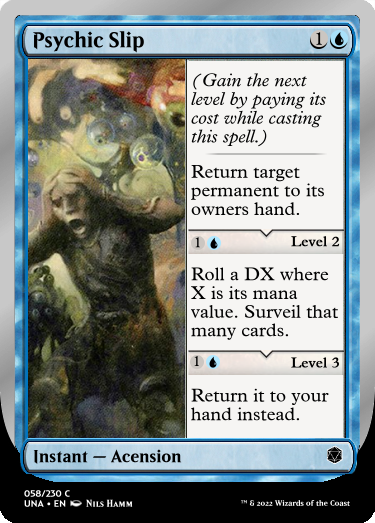 Psychic Slip
1
(Gain the next
level by paying its
cost while casting
this spell.)
Return target
permanent to its
owners hand.
1 Level 2
Roll a DX where
X is its mana
value. Surveil that
many cards.
1 Level 3
Return it to your
hand instead.
Instant — Acension
058/230 C
UNA • EN Nils Hamm
™ & 2022 Wizards of the Coast